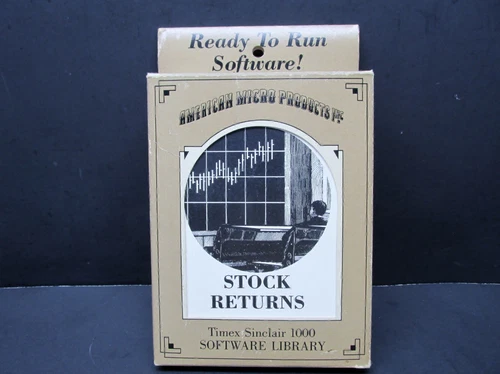 Ready To Run
Software!
AMERICAN MICRO PRODUCTS INC
STOCK
RETURNS
Timex Sinclair 1000
SOFTWARE LIBRARY